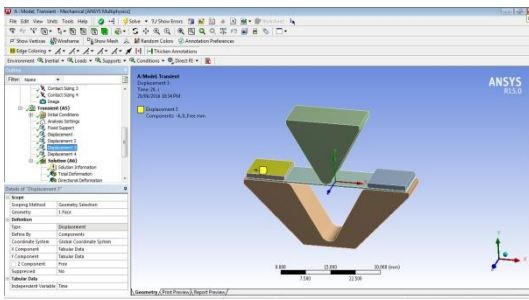 A : Model, Transient - Mechanical [ANSYS Multiphysics]
File Edit View Units Tools Help Solve Show Errors Worksheet
Show Vertices Wireframe Show Mesh Random Colors Annotation Preferences
Edge Coloring Thicken Annotations
Environment Inertial Loads Supports Conditions Direct FE
Outline
Filter: Name
Contact Sizing 3
Contact Sizing 4
Image
Transient (A5)
Initial Conditions
Analysis Settings
Fixed Support
Displacement
Displacement 2
Displacement 3
Displacement 4
Solution (A6)
Solution Information
Total Deformation
Directional Deformation
Details of "Displacement 3"
Scope
Scoping Method Geometry Selection
Geometry 1 Face
Definition
Type Displacement
Define By Components
Coordinate System Global Coordinate System
X Component Tabular Data
Y Component Tabular Data
Z Component Free
Suppressed No
Tabular Data
Independent Variable Time
A: Model, Transient
Displacement 3
ANSYS
R15.0
Displacement 3
0.000 15.000 30.000 (mm)
7.500 22.500
Geometry Print Preview Report Preview